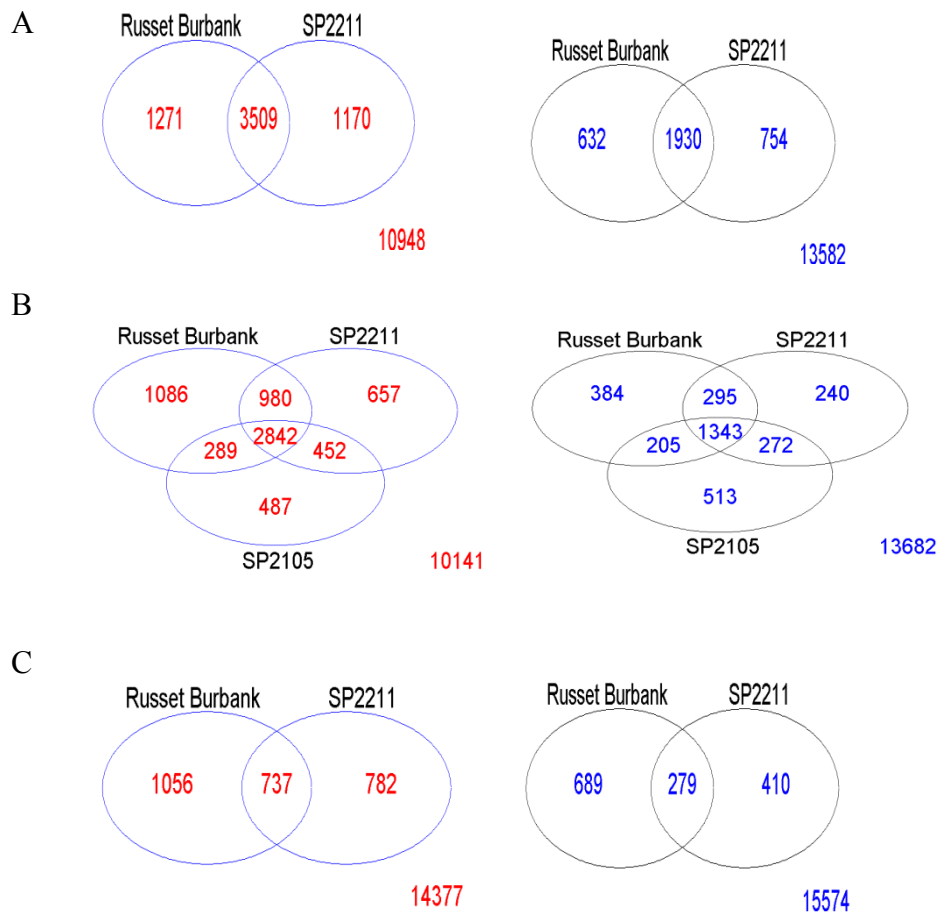 A
Russet Burbank SP2211
1271 3509 1170
10948
Russet Burbank SP2211
632 1930 754
13582
B
Russet Burbank SP2211
1086 980 657
2842
289 452
487
SP2105
10141
Russet Burbank SP2211
384 295 240
1343
205 272
513
SP2105
13682
C
Russet Burbank SP2211
1056 737 782
14377
Russet Burbank SP2211
689 279 410
15574